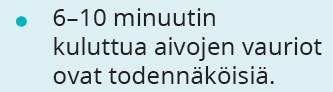 • 6–10 minuutin
kuluttua aivojen vauriot
ovat todennäköisiä.